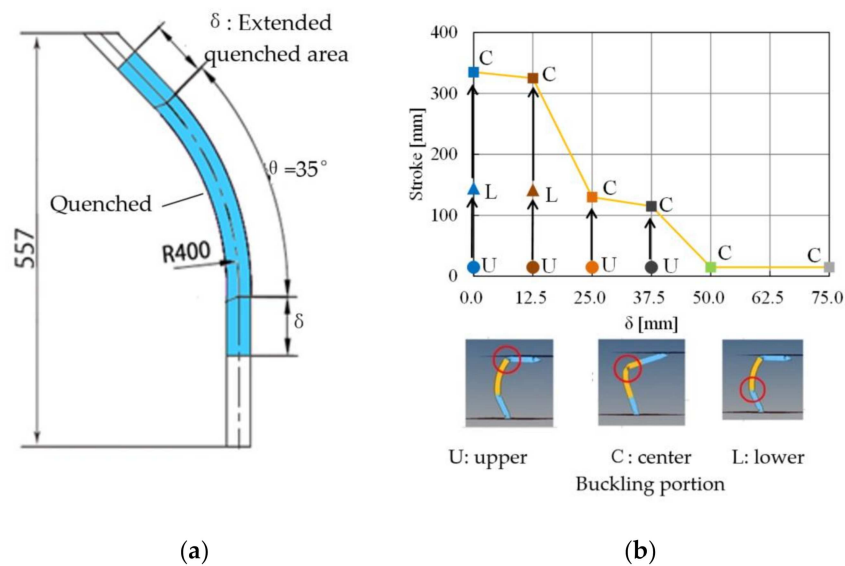 (a)
δ : Extended
quenched area
θ =35°
Quenched
R400
557
δ
(b)
400
300
200
100
0
Stroke [mm]
C
C
L
L
C
C
C
C
U
U
U
U
0.0 12.5 25.0 37.5 50.0 62.5 75.0
δ [mm]
U: upper C: center L: lower
Buckling portion
(a) (b)